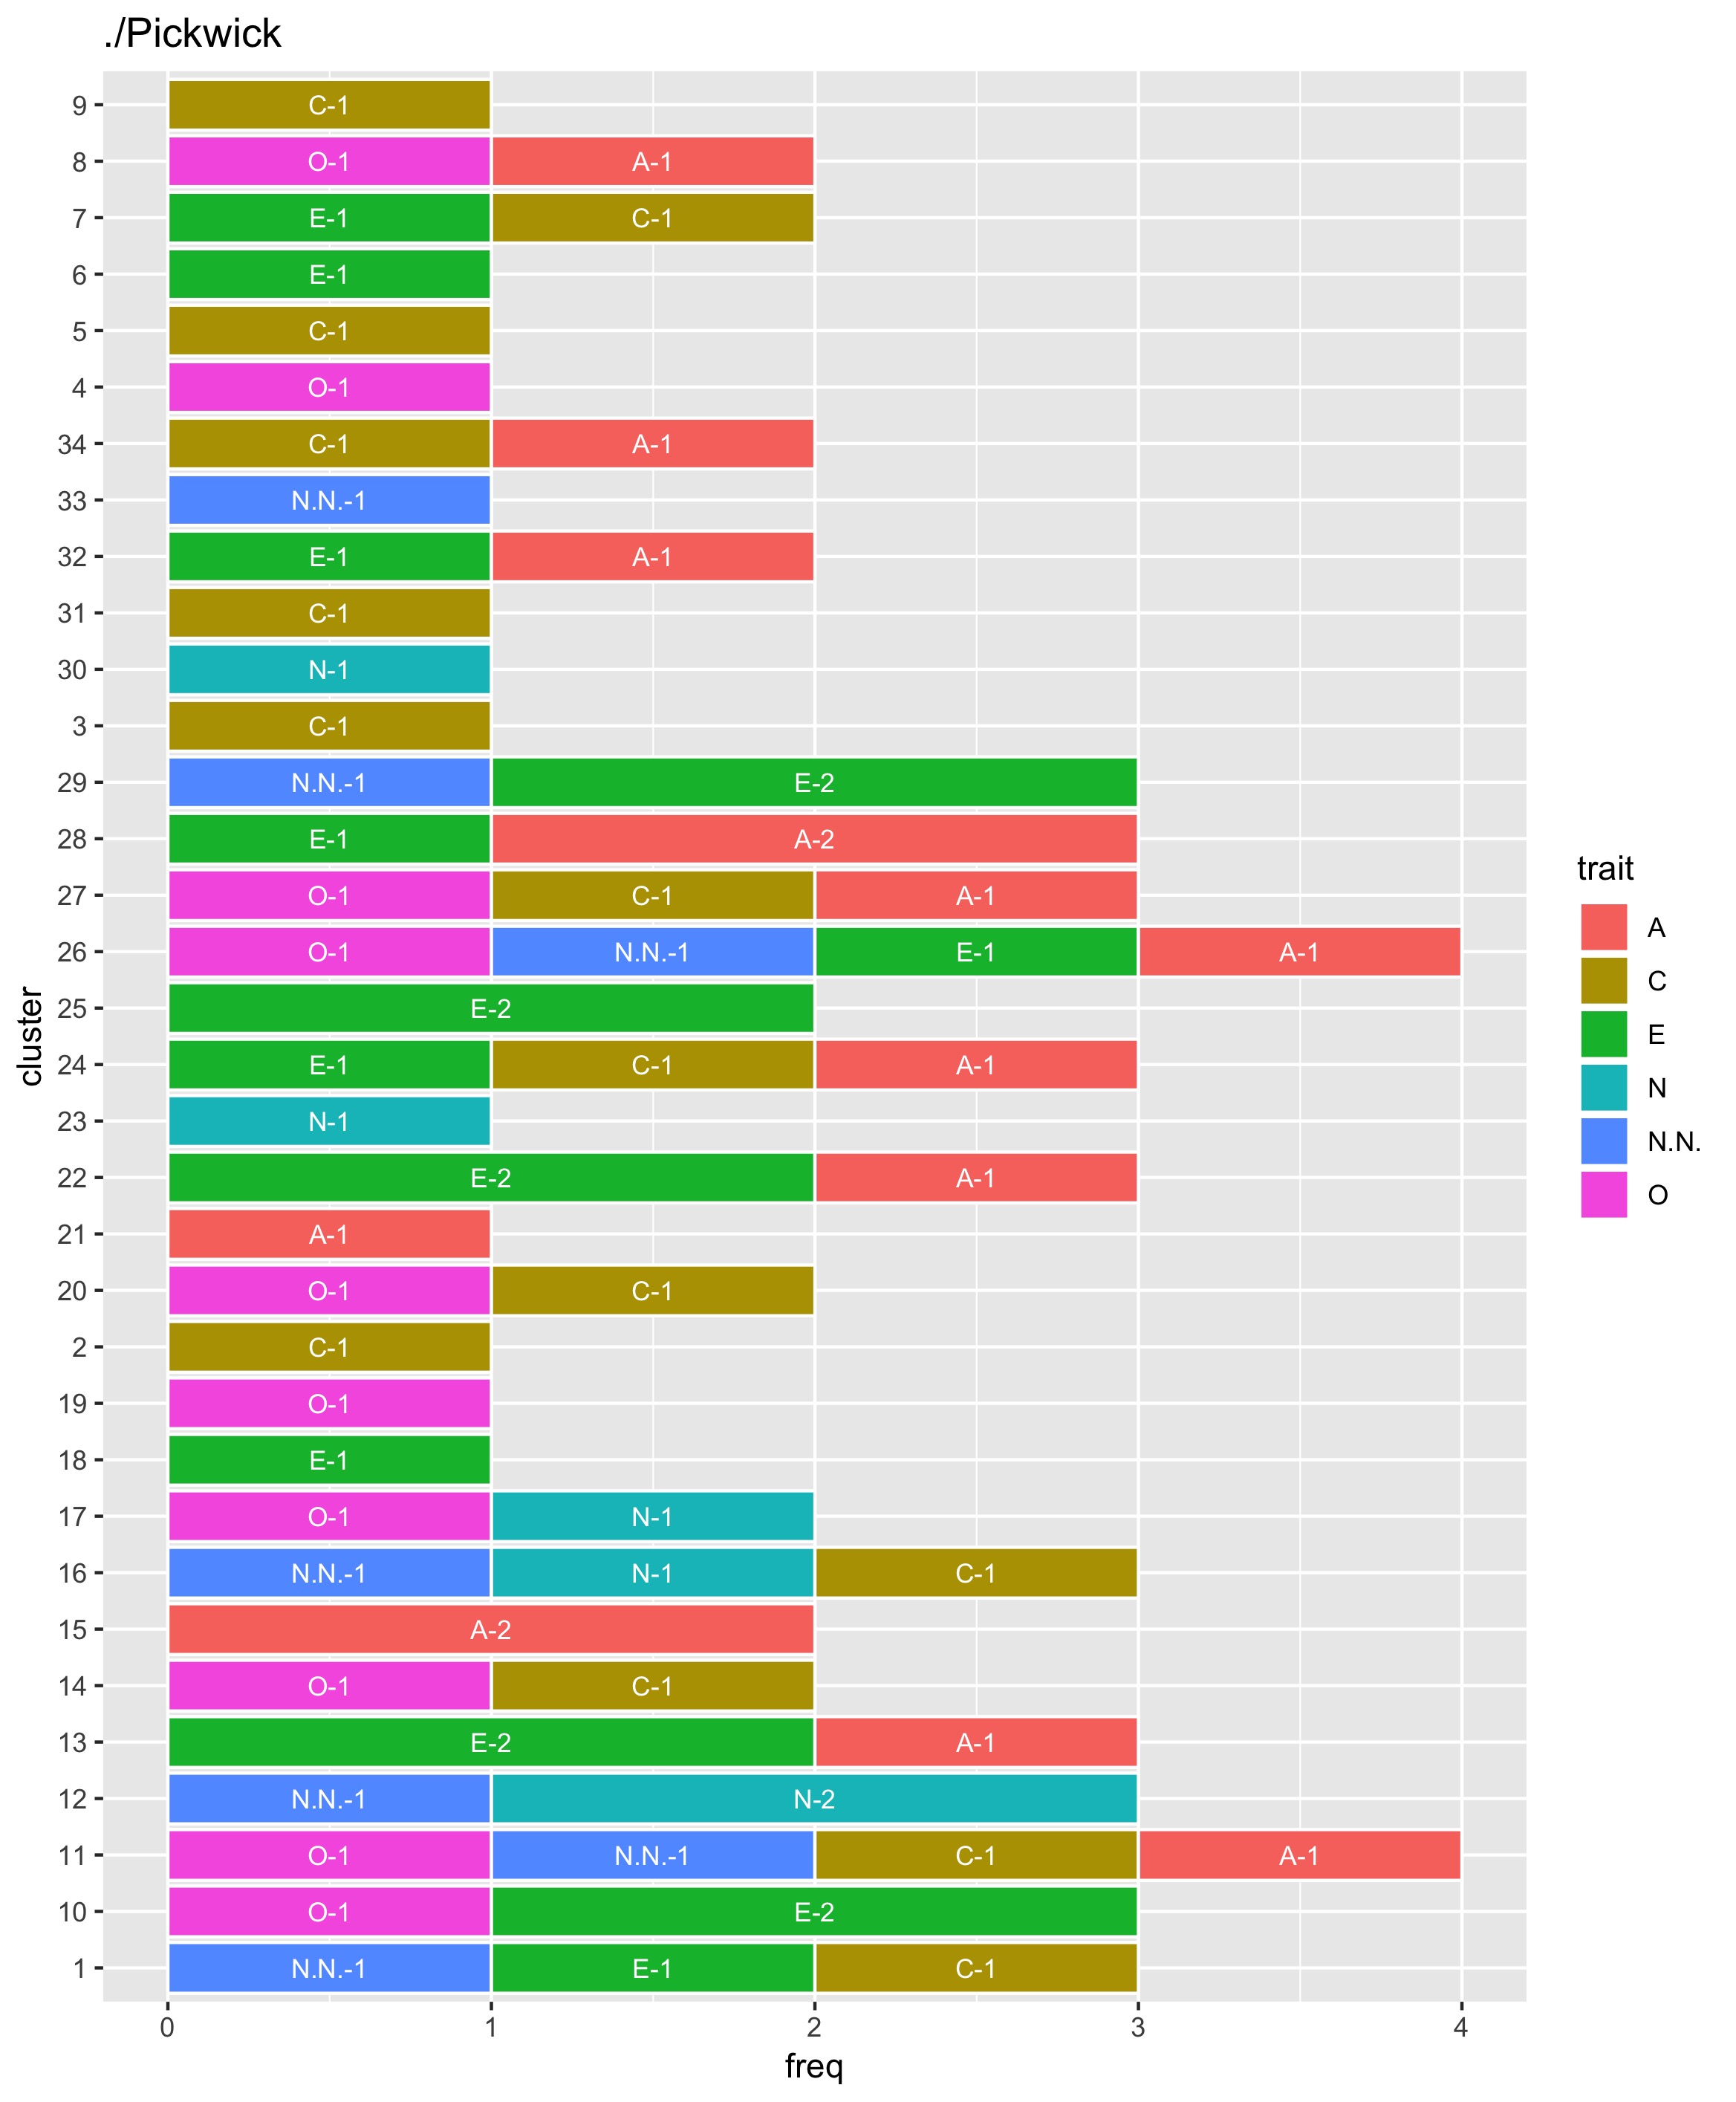 ./Pickwick
9 C-1
8 O-1 A-1
7 E-1 C-1
6 E-1
5 C-1
4 O-1
34 C-1 A-1
33 N.N.-1
32 E-1 A-1
31 C-1
30 N-1
3 C-1
29 N.N.-1 E-2
28 E-1 A-2
27 O-1 C-1 A-1
26 O-1 N.N.-1 E-1 A-1
25 E-2
24 E-1 C-1 A-1
23 N-1
22 E-2 A-1
21 A-1
20 O-1 C-1
2 C-1
19 O-1
18 E-1
17 O-1 N-1
16 N.N.-1 N-1 C-1
15 A-2
14 O-1 C-1
13 E-2 A-1
12 N.N.-1 N-2
11 O-1 N.N.-1 C-1 A-1
10 O-1 E-2
1 N.N.-1 E-1 C-1
0 1 2 3 4
freq
cluster
trait
A
C
E
N
N.N.
O